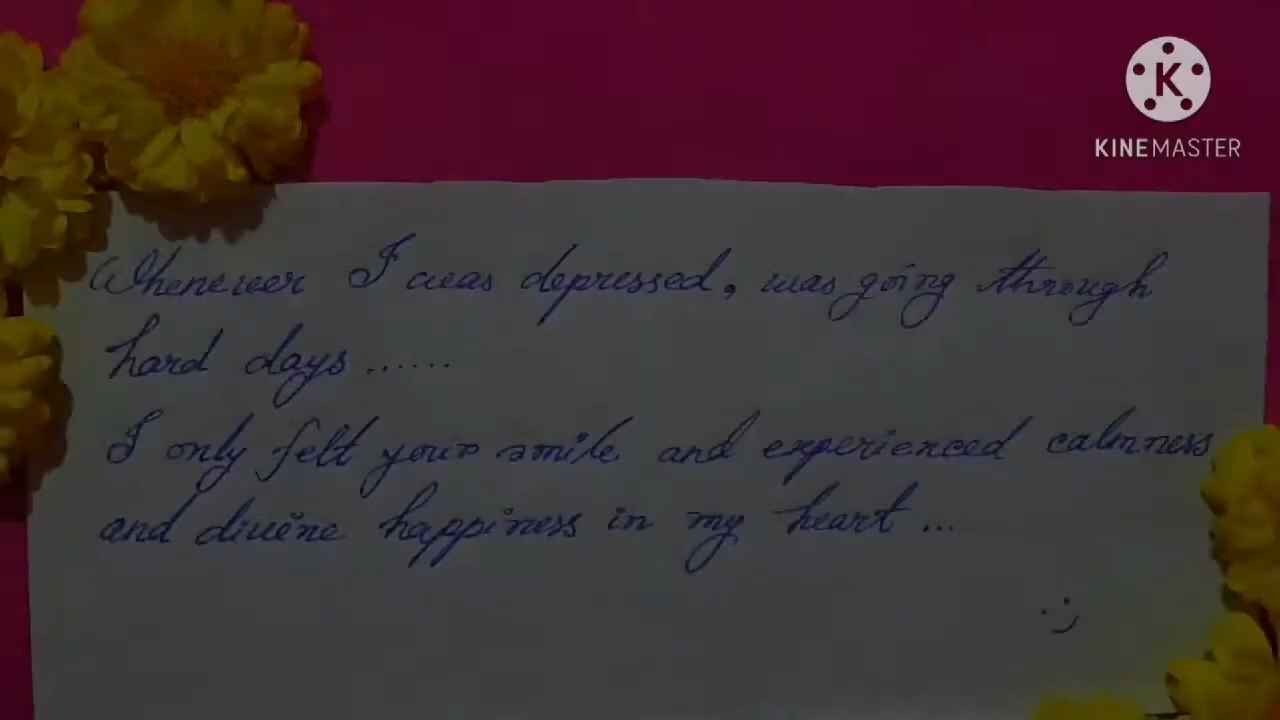 KINEMASTER
Whenever I was depressed, was going through
hard days ......
I only felt your smile and experienced calmness
and divine happiness in my heart ...